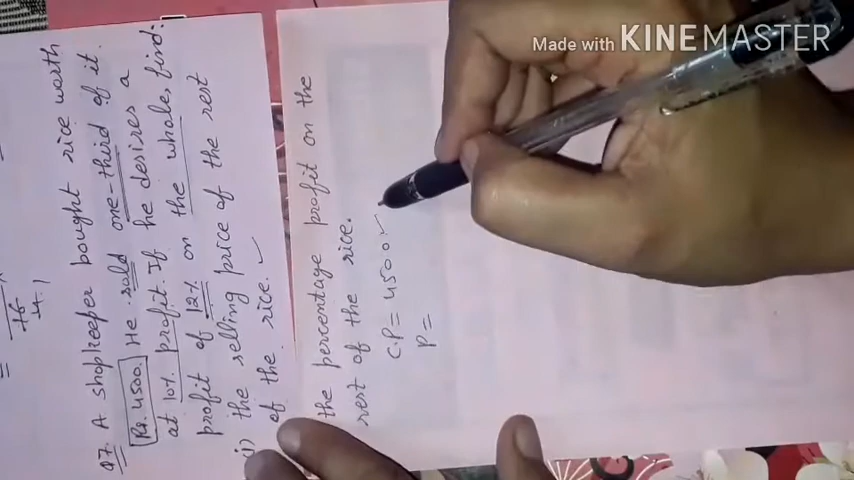 Q7. A shopkeeper bought rice worth
Rs. 4500. He sold one-third of it
at 10% profit. If he desires a
profit of 12% on the whole, find:
(i) the selling price of the rest
of the rice.
the percentage profit on the
rest of the rice.
C.P = 4500
P =
Made with KINEMASTER